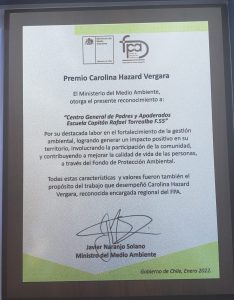 fpa
Premio Carolina Hazard Vergara
El Ministerio del Medio Ambiente,
otorga el presente reconocimiento a:
"Centro General de Padres y Apoderados
Escuela Capitán Rafael Torrealba F.55"
Por su destacada labor en el fortalecimiento de la gestión
ambiental, logrando generar un impacto positivo en su
territorio, involucrando la participación de la comunidad,
y contribuyendo a mejorar la calidad de vida de las personas,
a través del fondo de Protección Ambiental.
Todas estas características y valores fueron también el
propósito del trabajo que desempeñó Carolina Hazard
Vergara, reconocida encargada regional del FPA.
Javier Naranjo Solano
Ministro del Medio Ambiente
Gobierno de Chile, Enero 2022.